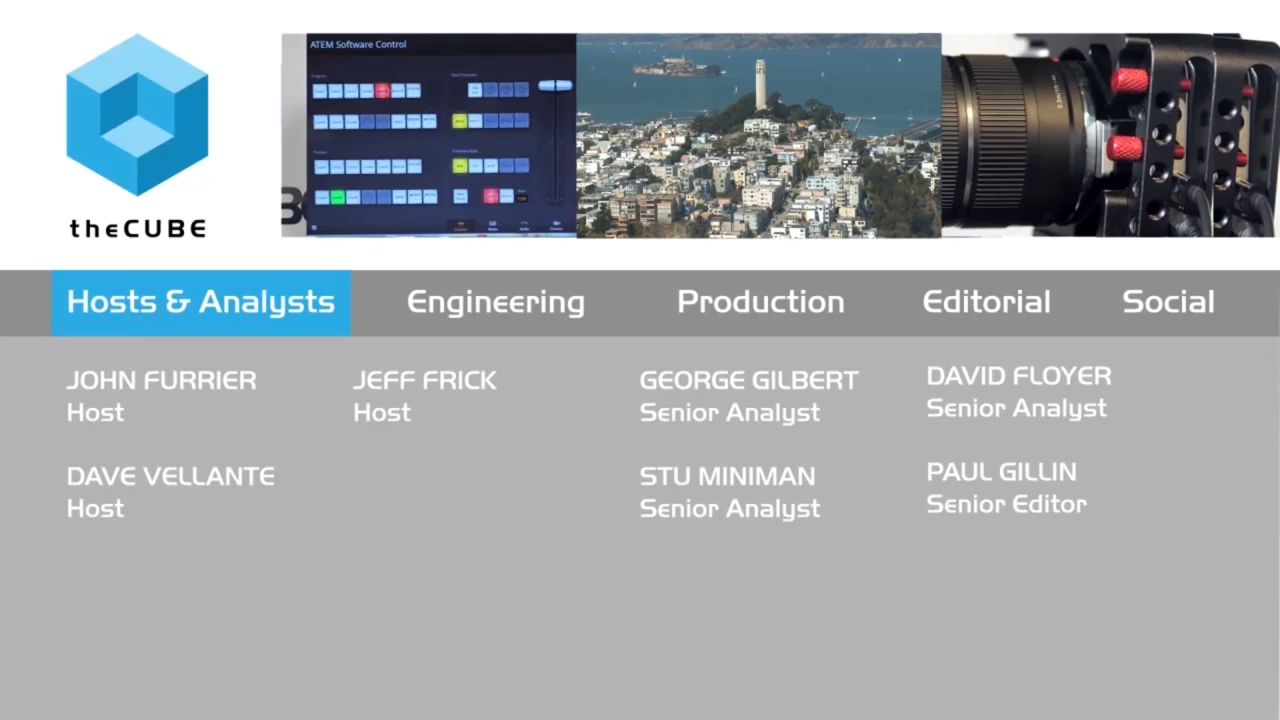 theCUBE
ATEM Software Control
B
Hosts & Analysts
Engineering
Production
Editorial
Social
JOHN FURRIER
Host
JEFF FRICK
Host
GEORGE GILBERT
Senior Analyst
DAVID FLOYER
Senior Analyst
DAVE VELLANTE
Host
STU MINIMAN
Senior Analyst
PAUL GILLIN
Senior Editor